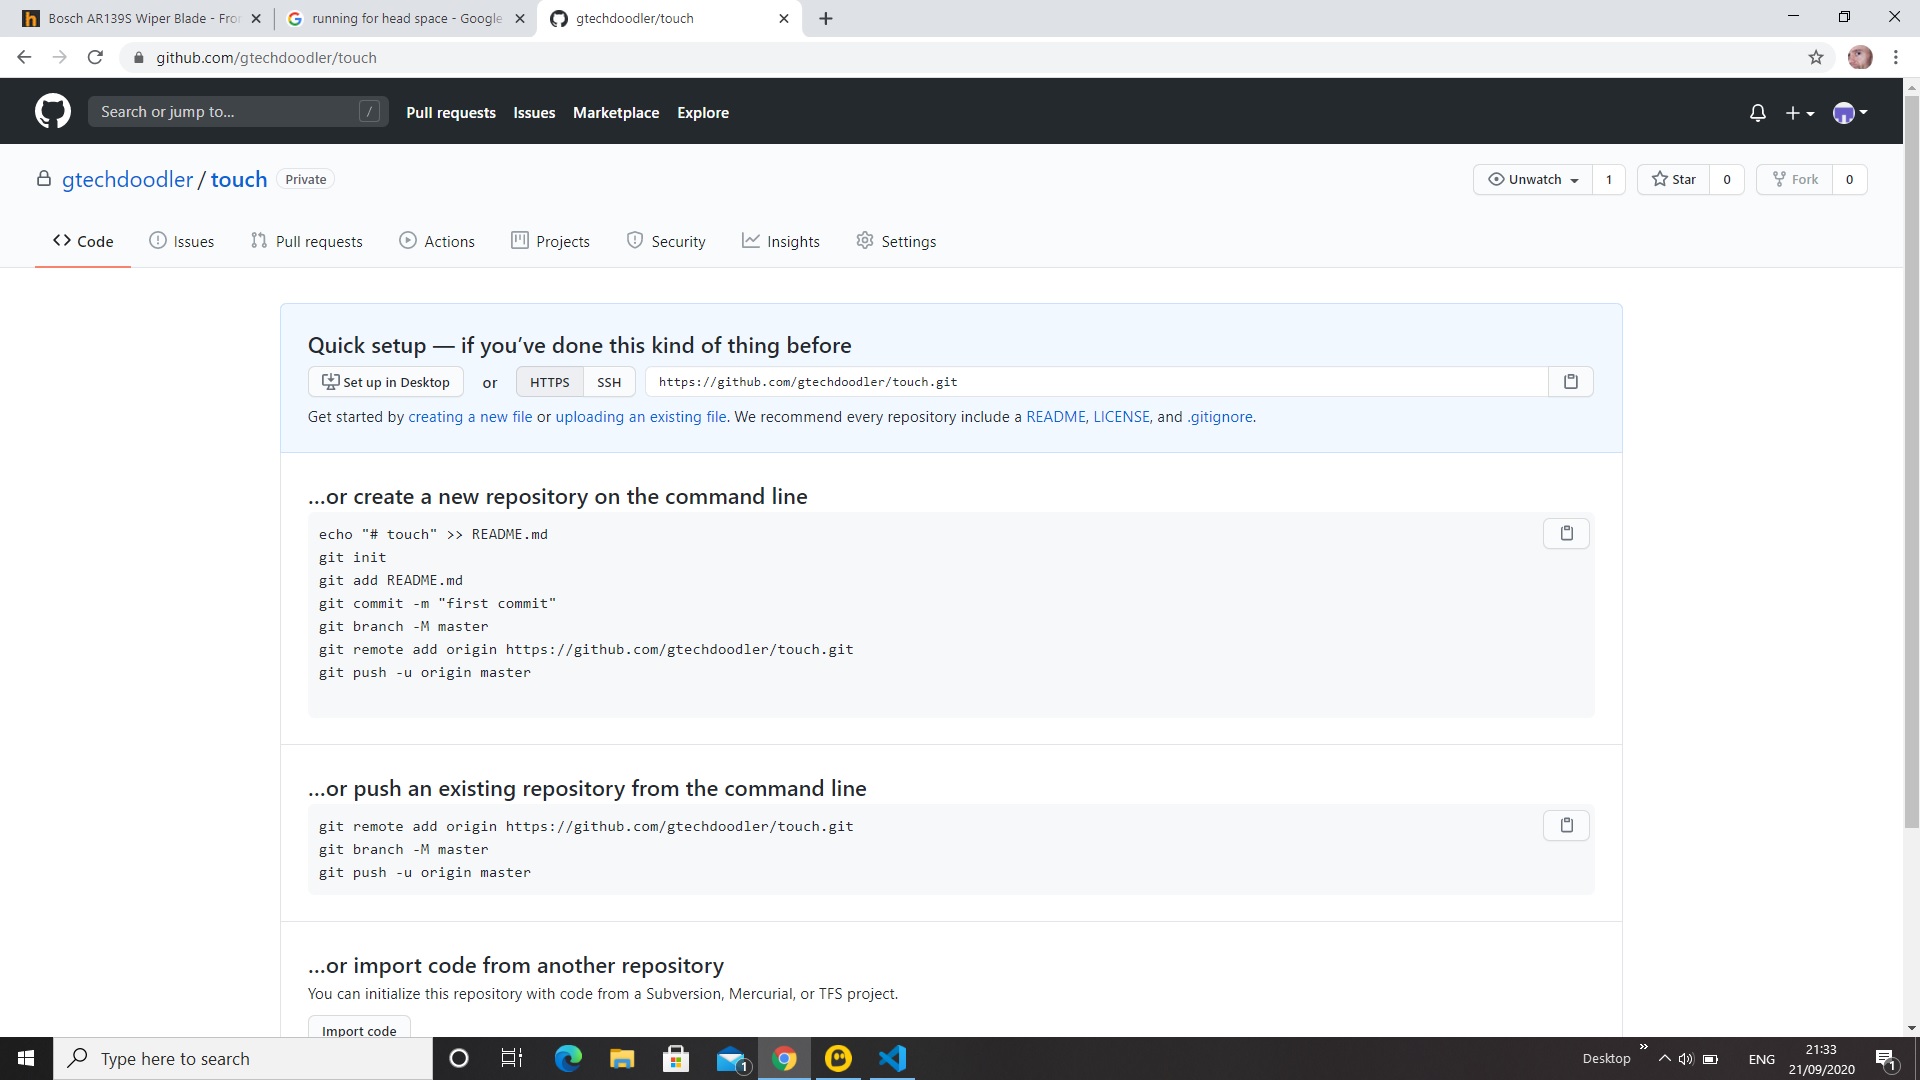 Bosch AR139S Wiper Blade - Fro
running for head space - Google
gtechdoodler/touch
github.com/gtechdoodler/touch
Search or jump to...
/
Pull requests
Issues
Marketplace
Explore
gtechdoodler / touch
Private
Unwatch
1
Star
0
Fork
0
Code
Issues
Pull requests
Actions
Projects
Security
Insights
Settings
Quick setup — if you’ve done this kind of thing before
Set up in Desktop
or
HTTPS
SSH
https://github.com/gtechdoodler/touch.git
Get started by creating a new file or uploading an existing file. We recommend every repository include a README, LICENSE, and .gitignore.
…or create a new repository on the command line
echo "# touch" >> README.md
git init
git add README.md
git commit -m "first commit"
git branch -M master
git remote add origin https://github.com/gtechdoodler/touch.git
git push -u origin master
…or push an existing repository from the command line
git remote add origin https://github.com/gtechdoodler/touch.git
git branch -M master
git push -u origin master
…or import code from another repository
You can initialize this repository with code from a Subversion, Mercurial, or TFS project.
Import code
Type here to search
1
Desktop
ENG
21:33
21/09/2020
1